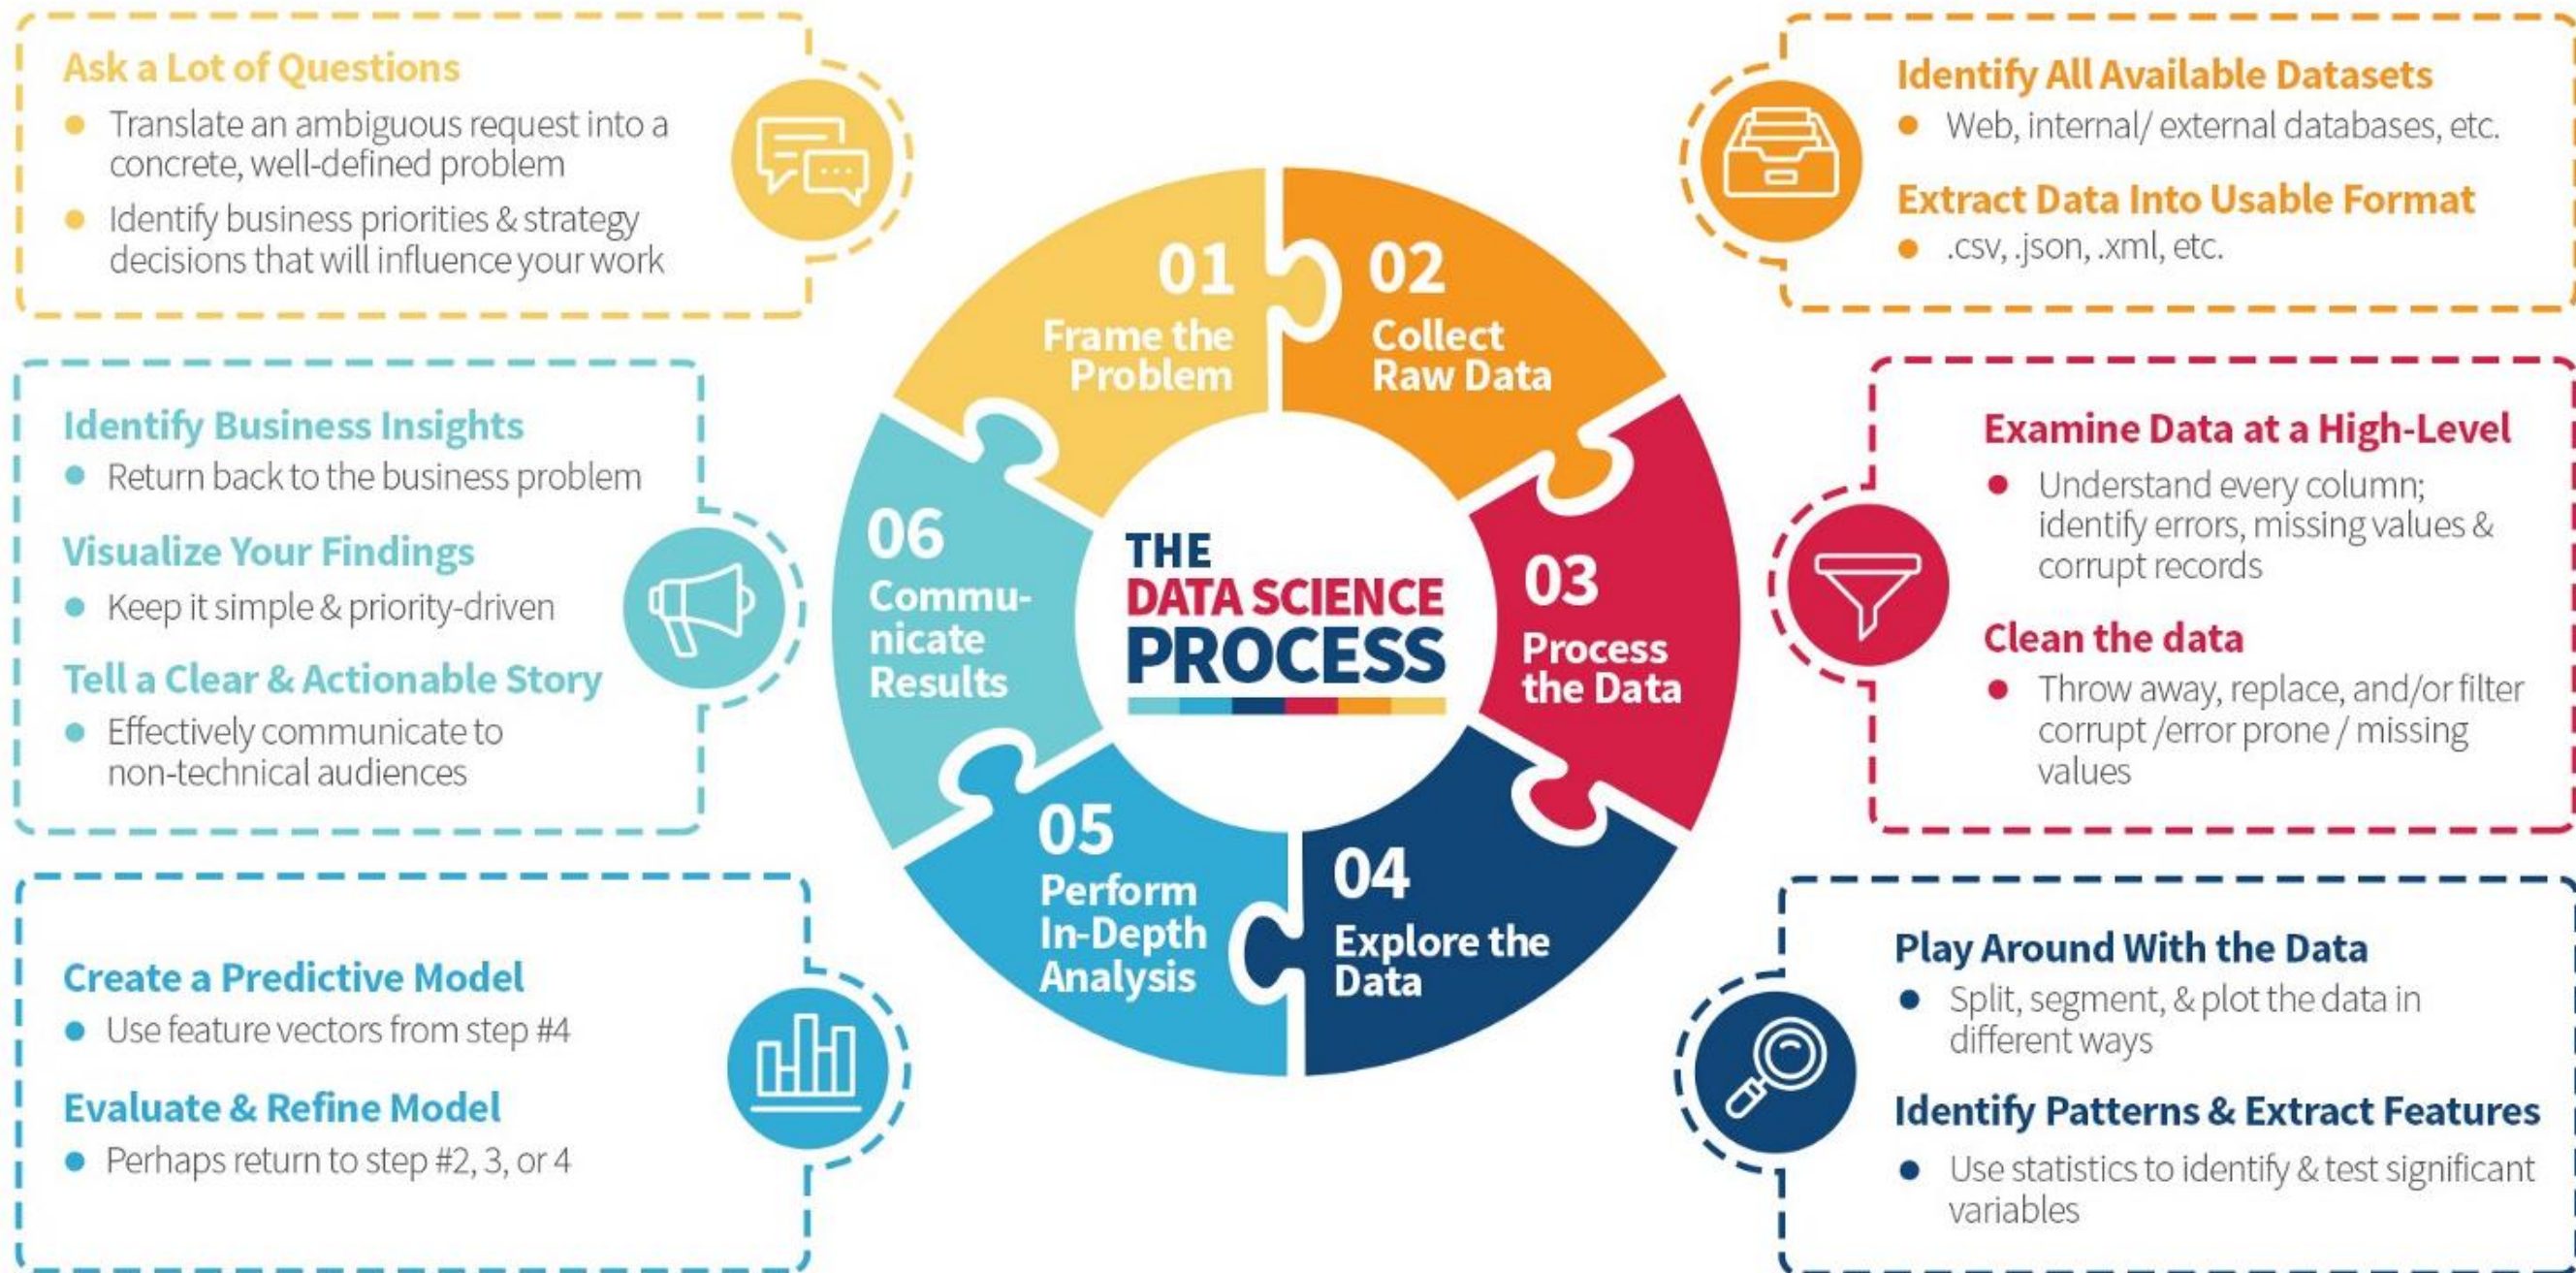 Ask a Lot of Questions
Translate an ambiguous request into a
concrete, well-defined problem
Identify business priorities & strategy
decisions that will influence your work
Identify All Available Datasets
Web, internal/ external databases, etc.
Extract Data Into Usable Format
.csv, .json, .xml, etc.
01
Frame the
Problem
02
Collect
Raw Data
Identify Business Insights
Return back to the business problem
Visualize Your Findings
Keep it simple & priority-driven
Tell a Clear & Actionable Story
Effectively communicate to
non-technical audiences
06
Commu-
nicate
Results
THE
DATA SCIENCE
PROCESS
03
Process
the Data
Examine Data at a High-Level
Understand every column;
identify errors, missing values &
corrupt records
Clean the data
Throw away, replace, and/or filter
corrupt /error prone / missing
values
05
Perform
In-Depth
Analysis
04
Explore the
Data
Create a Predictive Model
Use feature vectors from step #4
Evaluate & Refine Model
Perhaps return to step #2, 3, or 4
Play Around With the Data
Split, segment, & plot the data in
different ways
Identify Patterns & Extract Features
Use statistics to identify & test significant
variables